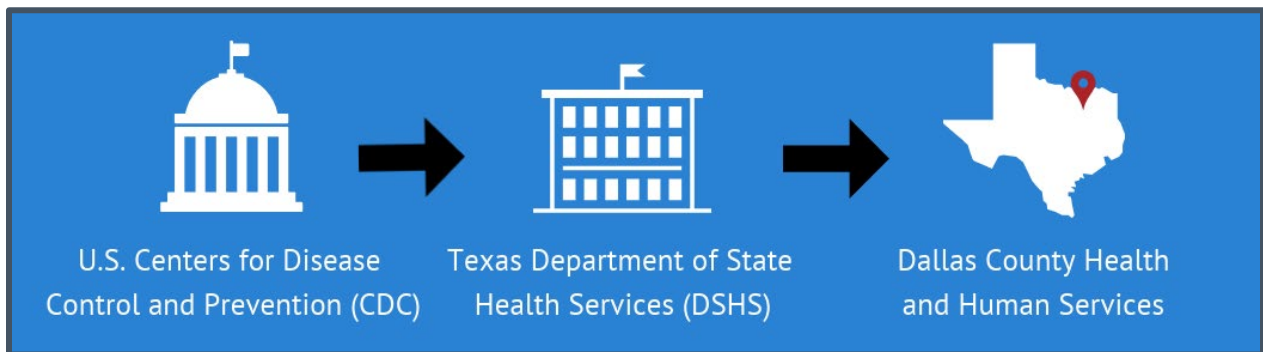 U.S. Centers for Disease
Control and Prevention (CDC)
Texas Department of State
Health Services (DSHS)
Dallas County Health
and Human Services